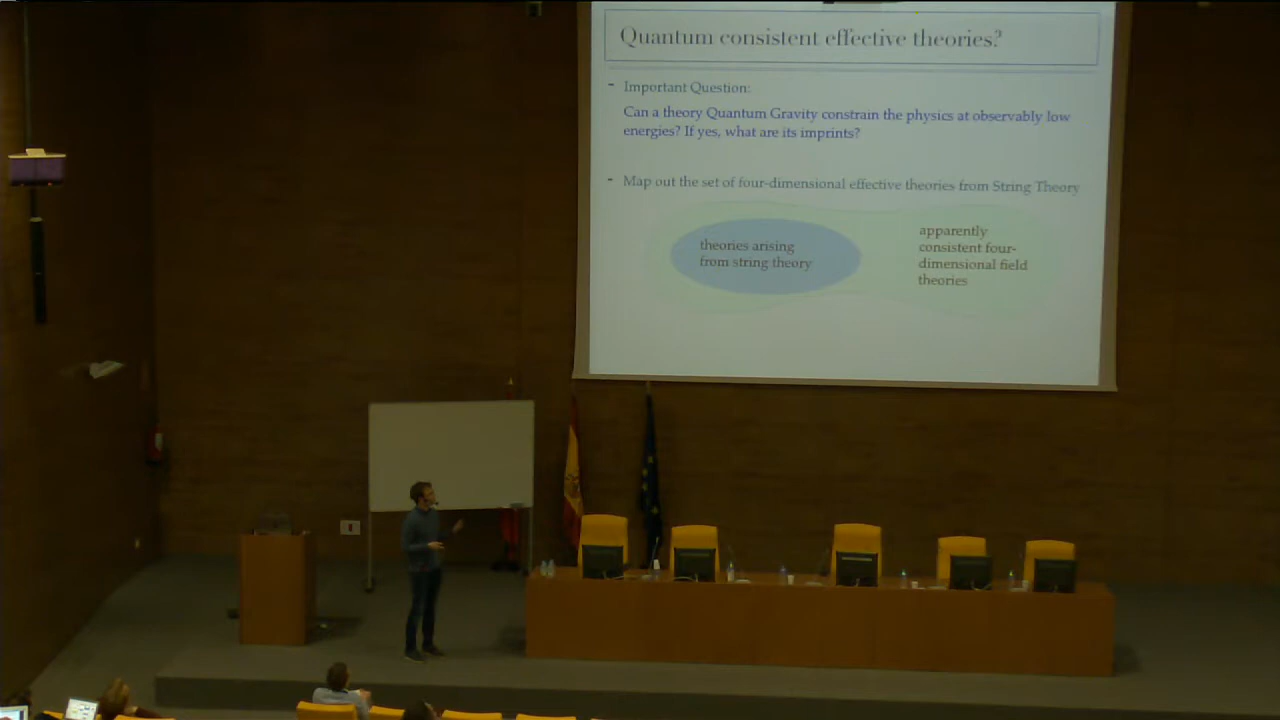 Quantum consistent effective theories?
- Important Question:
Can a theory Quantum Gravity constrain the physics at observably low
energies? If yes, what are its imprints?
- Map out the set of four-dimensional effective theories from String Theory
theories arising
from string theory
apparently
consistent four-
dimensional field
theories